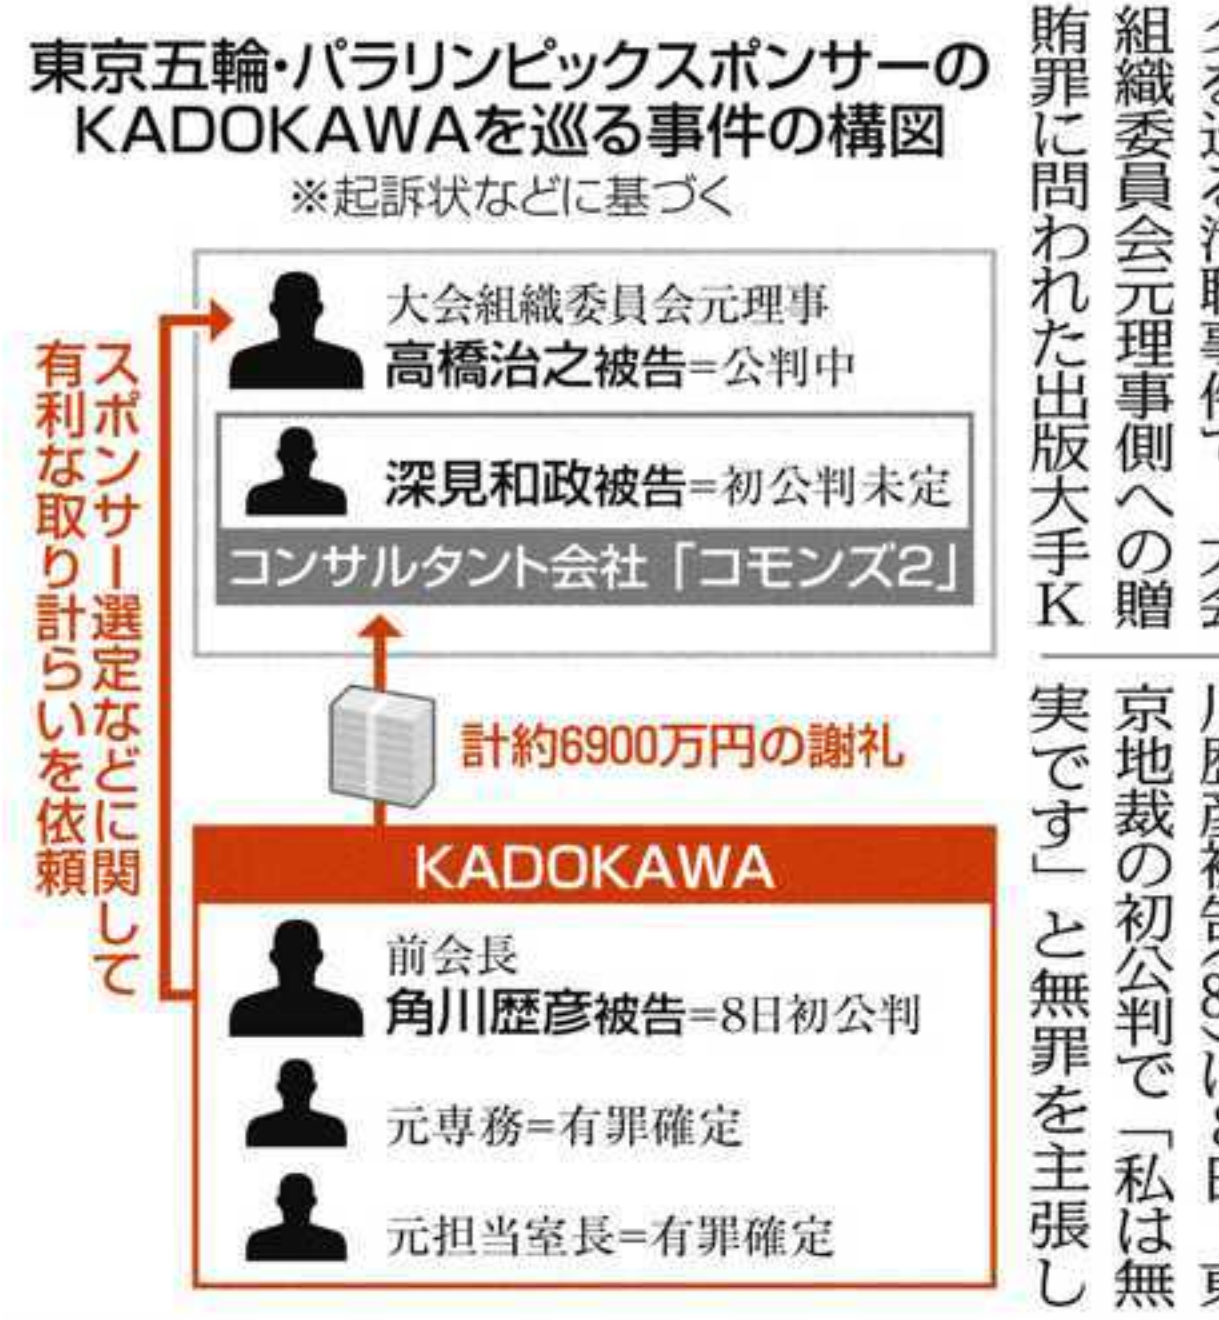 東京五輪・パラリンピックスポンサーの
KADOKAWAを巡る事件の構図
※起訴状などに基づく
大会組織委員会元理事
高橋治之被告=公判中
深見和政被告=初公判未定
コンサルタント会社「コモンズ2」
スポンサー選定などに関して
有利な取り計らいを依頼
計約6900万円の謝礼
KADOKAWA
前会長
角川歴彦被告=8日初公判
元専務=有罪確定
元担当室長=有罪確定
組織委員会元理事側への贈
賄罪に問われた出版大手K
京地裁の初公判で「私は無
実です」と無罪を主張し